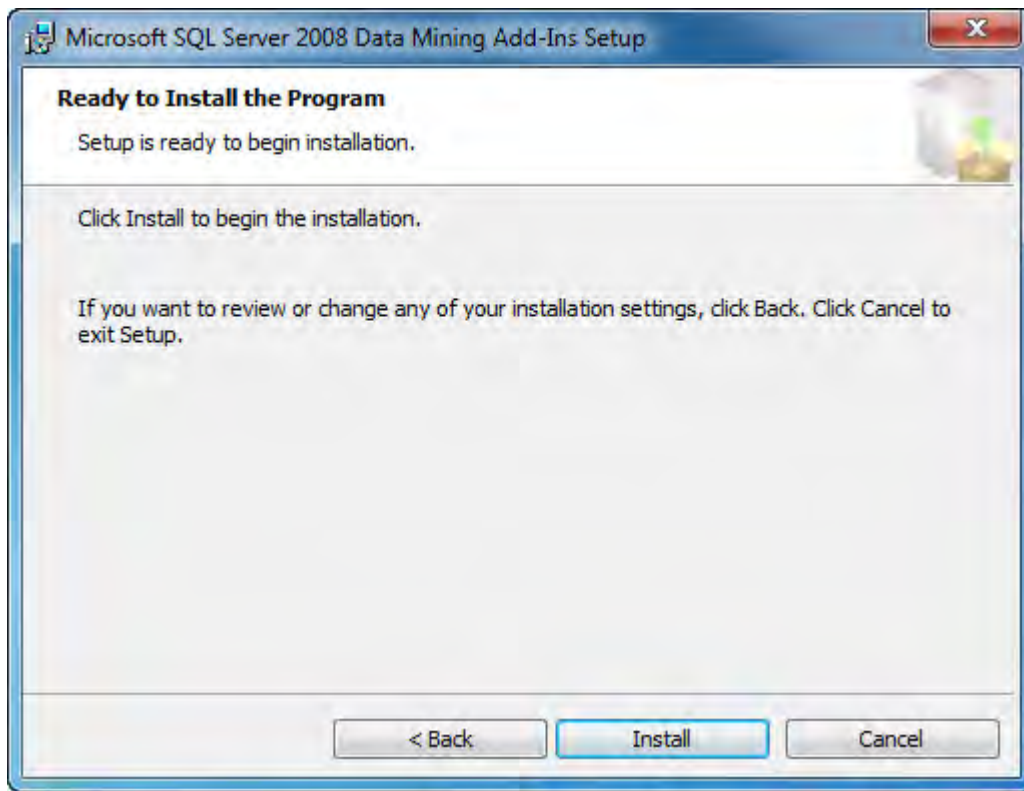 Microsoft SQL Server 2008 Data Mining Add-Ins Setup
Ready to Install the Program
Setup is ready to begin installation.
Click Install to begin the installation.
If you want to review or change any of your installation settings, click Back. Click Cancel to
exit Setup.
< Back Install Cancel